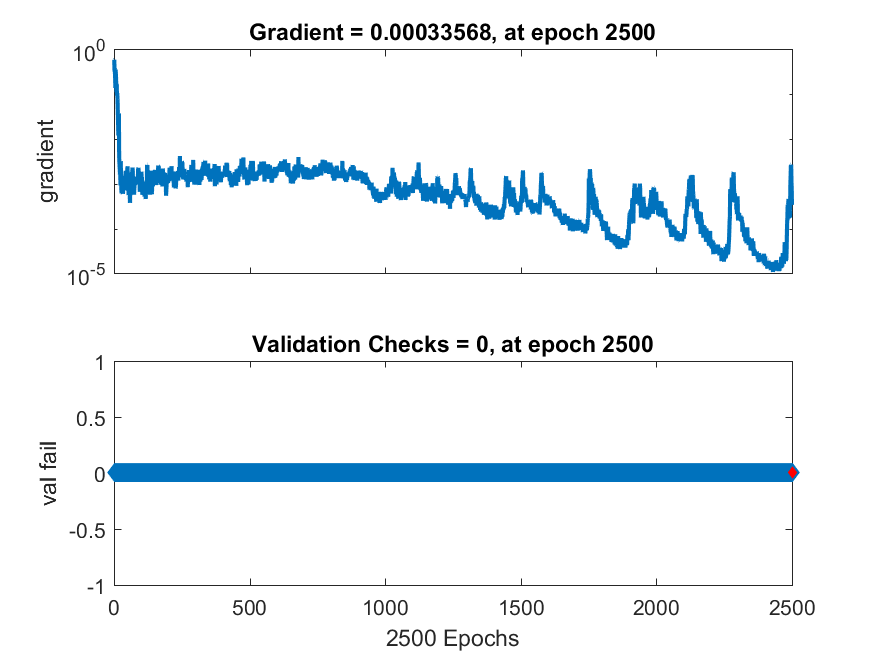 Gradient = 0.00033568, at epoch 2500
10^0
gradient
10^-5
Validation Checks = 0, at epoch 2500
1
0.5
val fail
0
-0.5
-1
0 500 1000 1500 2000 2500
2500 Epochs